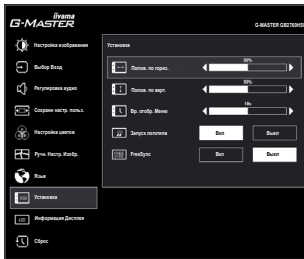 iiyama
G-MASTER
G-MASTER GB2760HS
Настройка изображения
Выбор Вход
Регулировка аудио
Сохрани настр. польз.
Настройка цветов
Ручн. Настр. Изобр.
Язык
Установка
Информация Дисплея
Сброс
Установка
Полож. по гориз.
50%
Полож. по верт.
50%
Вр. отобр. Меню
10s
Запуск логотипа
Вкл
Выкл
FreeSync
Вкл
Выкл